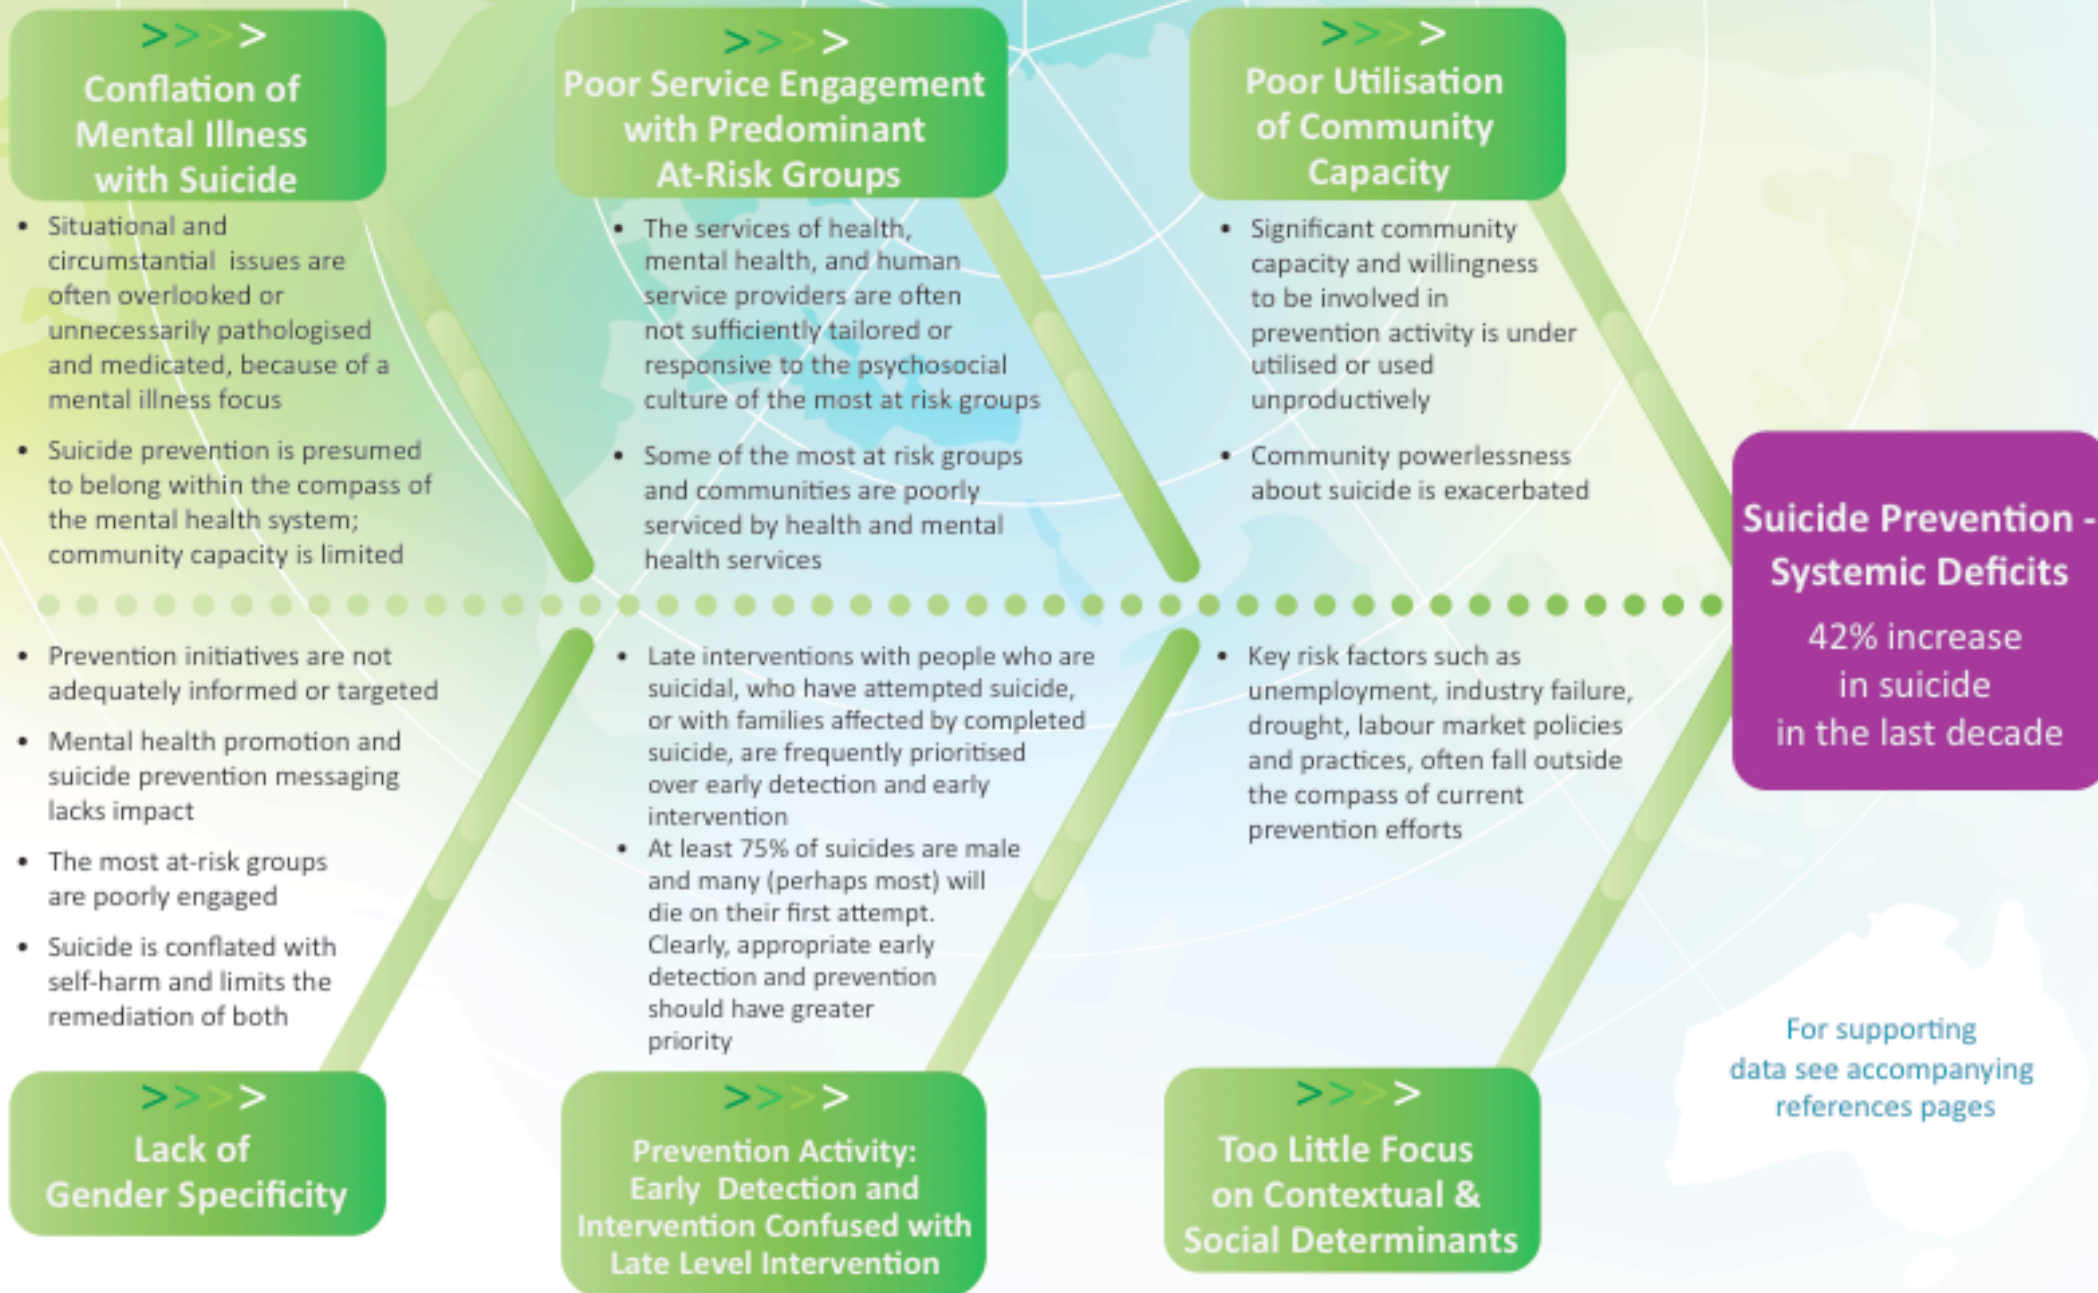 >>>>
Conflation of
Mental Illness
with Suicide
• Situational and
circumstantial issues are
often overlooked or
unnecessarily pathologised
and medicated, because of a
mental illness focus
• Suicide prevention is presumed
to belong within the compass of
the mental health system;
community capacity is limited
>>>>
Poor Service Engagement
with Predominant
At-Risk Groups
• The services of health,
mental health, and human
service providers are often
not sufficiently tailored or
responsive to the psychosocial
culture of the most at risk groups
• Some of the most at risk groups
and communities are poorly
serviced by health and mental
health services
>>>>
Poor Utilisation
of Community
Capacity
• Significant community
capacity and willingness
to be involved in
prevention activity is under
utilised or used
unproductively
• Community powerlessness
about suicide is exacerbated
Suicide Prevention -
Systemic Deficits
42% increase
in suicide
in the last decade
• Prevention initiatives are not
adequately informed or targeted
• Mental health promotion and
suicide prevention messaging
lacks impact
• The most at-risk groups
are poorly engaged
• Suicide is conflated with
self-harm and limits the
remediation of both
>>>>
Lack of
Gender Specificity
• Late interventions with people who are
suicidal, who have attempted suicide,
or with families affected by completed
suicide, are frequently prioritised
over early detection and early
intervention
• At least 75% of suicides are male
and many (perhaps most) will
die on their first attempt.
Clearly, appropriate early
detection and prevention
should have greater
priority
>>>>
Prevention Activity:
Early Detection and
Intervention Confused with
Late Level Intervention
• Key risk factors such as
unemployment, industry failure,
drought, labour market policies
and practices, often fall outside
the compass of current
prevention efforts
>>>>
Too Little Focus
on Contextual &
Social Determinants
For supporting
data see accompanying
references pages